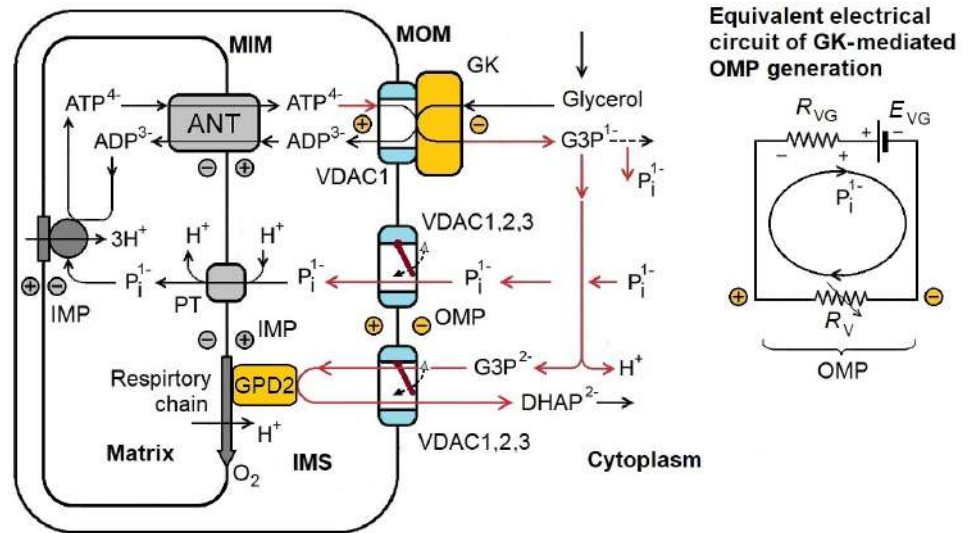 MIM
MOM
GK
ATP4-
ATP4-
Glycerol
ANT
ADP3-
ADP3-
G3P1-
VDAC1
Pi1-
VDAC1,2,3
3H+
H+
H+
Pi1-
PT
Pi1-
Pi1-
Pi1-
IMP
IMP
OMP
Respirtory
chain
GPD2
G3P2-
H+
DHAP2-
H+
VDAC1,2,3
Matrix
IMS
Cytoplasm
O2
Equivalent electrical
circuit of GK-mediated
OMP generation
RVG
EVG
+ −
− +
Pi1-
+ −
RV
OMP